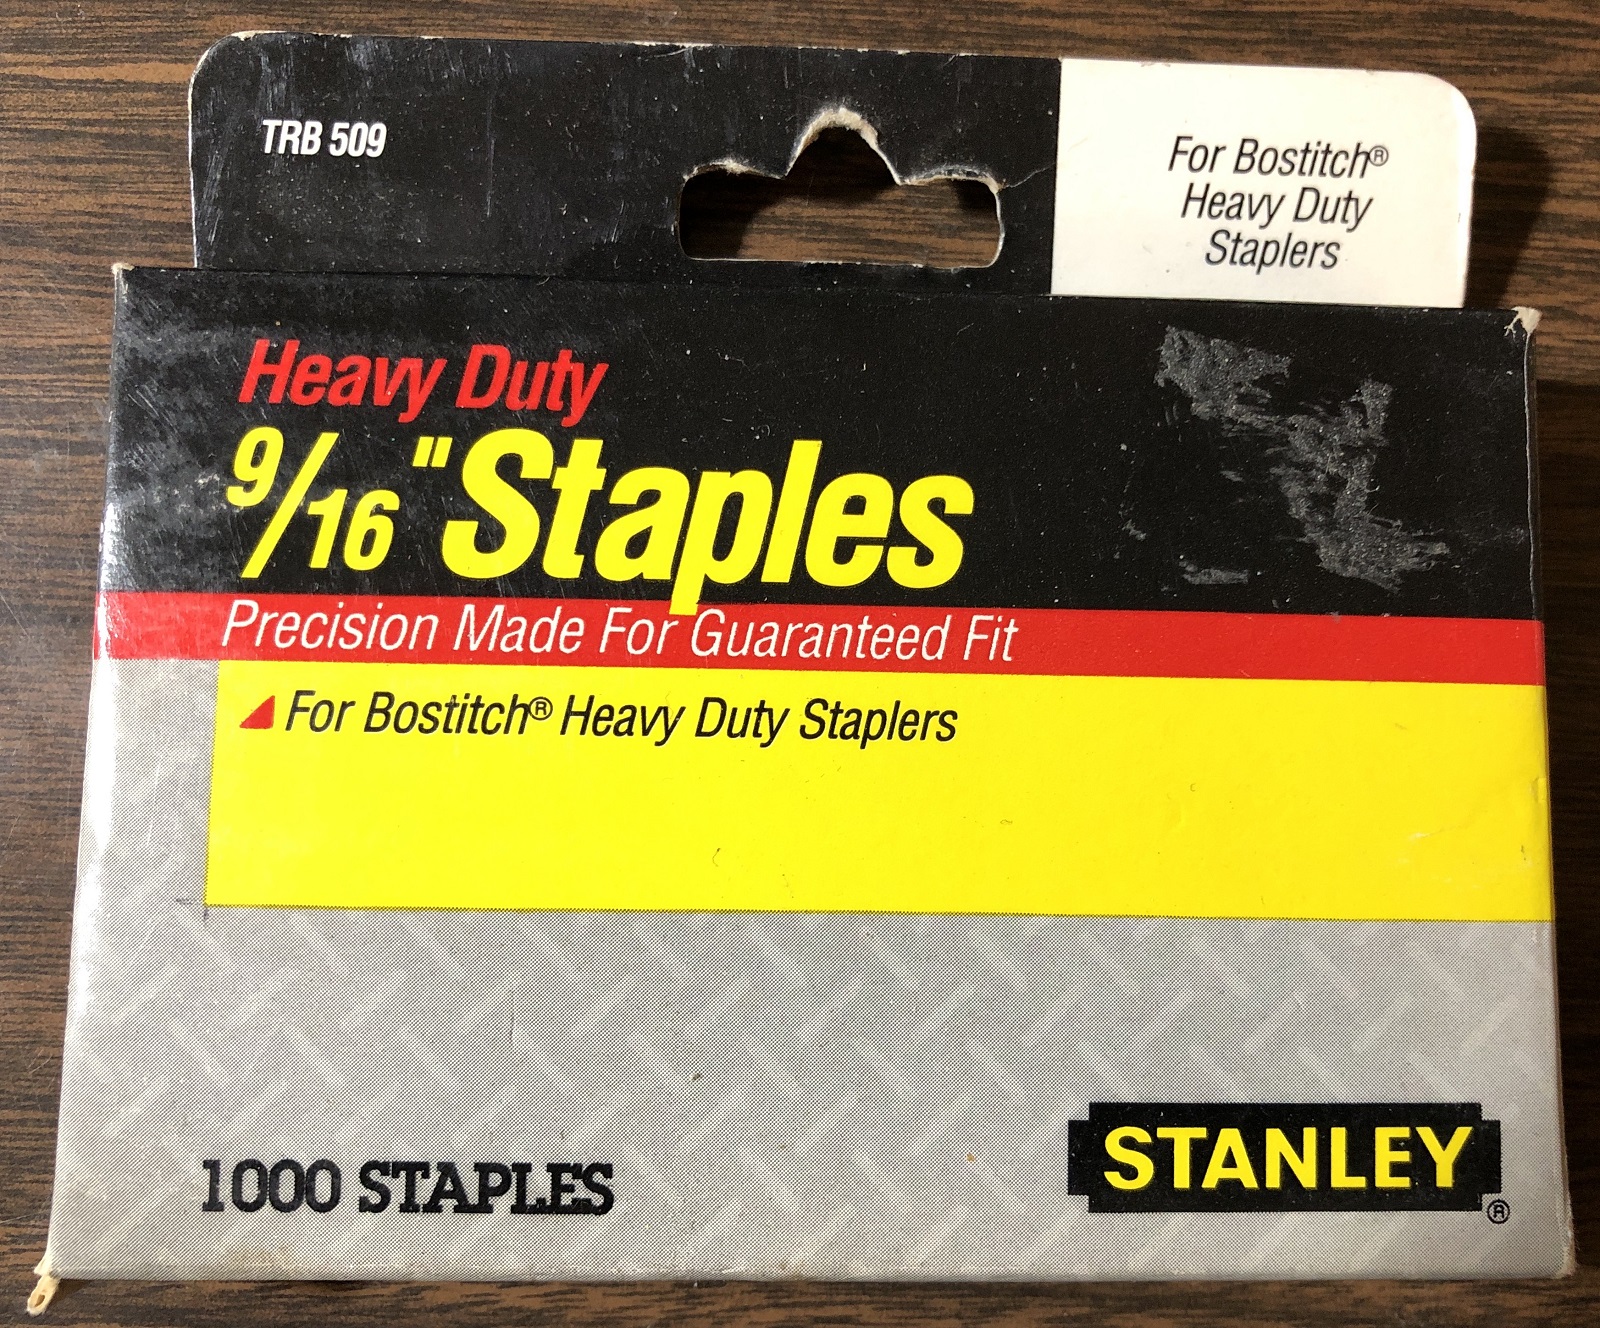 TRB 509
For Bostitch®
Heavy Duty
Staplers
Heavy Duty
9/16" Staples
Precision Made For Guaranteed Fit
For Bostitch® Heavy Duty Staplers
1000 STAPLES
STANLEY®